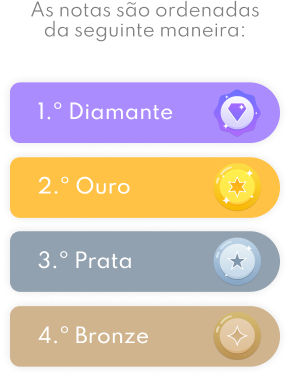 As notas são ordenadas
da seguinte maneira:
1.º Diamante
2.º Ouro
3.º Prata
4.º Bronze